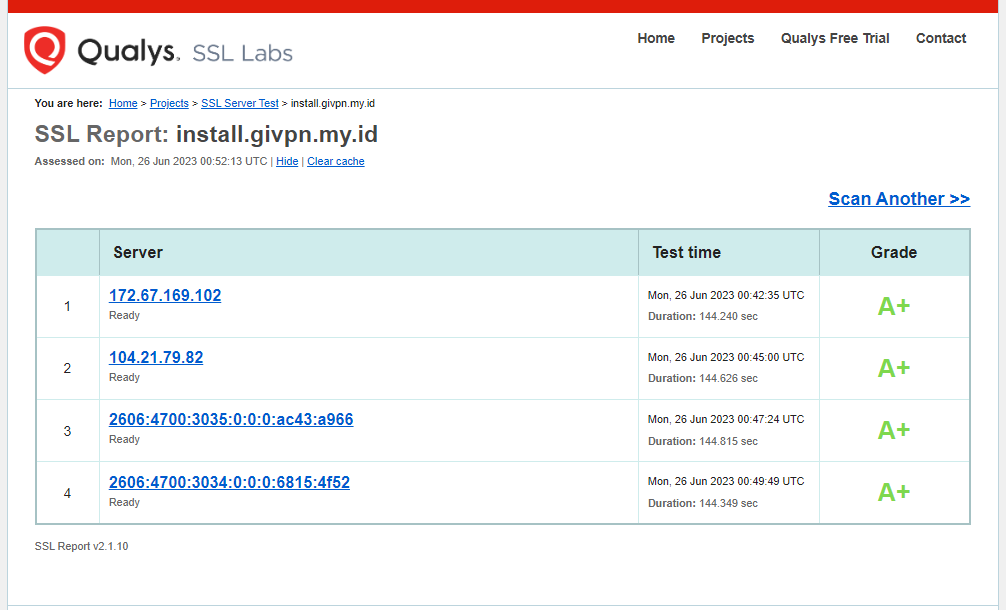 Qualys. SSL Labs
Home Projects Qualys Free Trial Contact
You are here: Home > Projects > SSL Server Test > install.givpn.my.id
SSL Report: install.givpn.my.id
Assessed on: Mon, 26 Jun 2023 00:52:13 UTC | Hide | Clear cache
Scan Another >>
Server Test time Grade
1 172.67.169.102 Mon, 26 Jun 2023 00:42:35 UTC A+
Ready Duration: 144.240 sec
2 104.21.79.82 Mon, 26 Jun 2023 00:45:00 UTC A+
Ready Duration: 144.626 sec
3 2606:4700:3035:0:0:0:ac43:a966 Mon, 26 Jun 2023 00:47:24 UTC A+
Ready Duration: 144.815 sec
4 2606:4700:3034:0:0:0:6815:4f52 Mon, 26 Jun 2023 00:49:49 UTC A+
Ready Duration: 144.349 sec
SSL Report v2.1.10